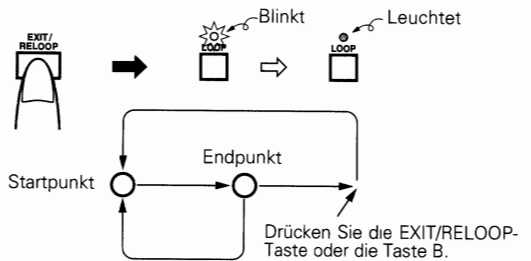 EXIT/
RELOOP
LOOP
Blinkt
LOOP
Leuchtet
Startpunkt
Endpunkt
Drücken Sie die EXIT/RELOOP-
Taste oder die Taste B.